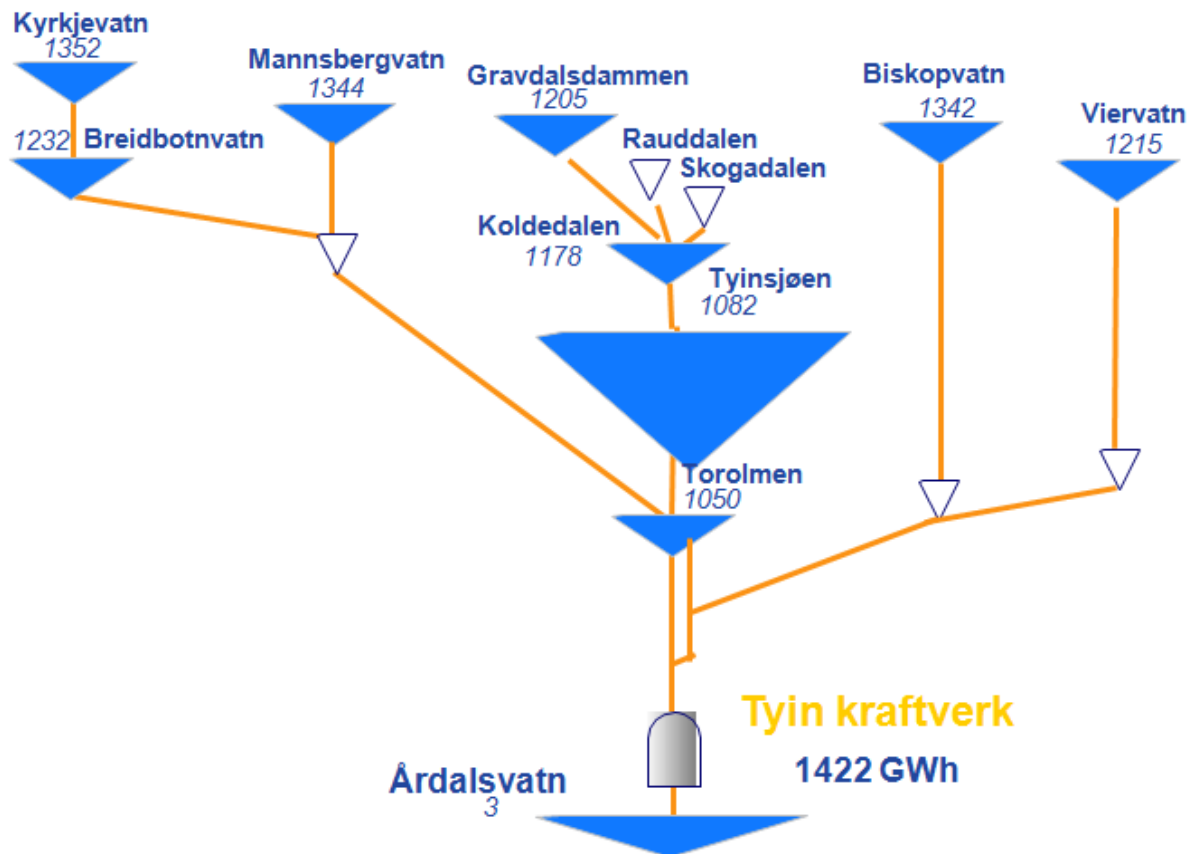 Kyrkjevatn
1352
Mannsbergvatn
1344
Gravdalsdammen
1205
Biskopvatn
1342
Viervatn
1215
1232 Breidbotnvatn
Rauddalen
Skogadalen
Koldedalen
1178
Tyinsjøen
1082
Torolmen
1050
Tyin kraftverk
1422 GWh
Årdalsvatn
3